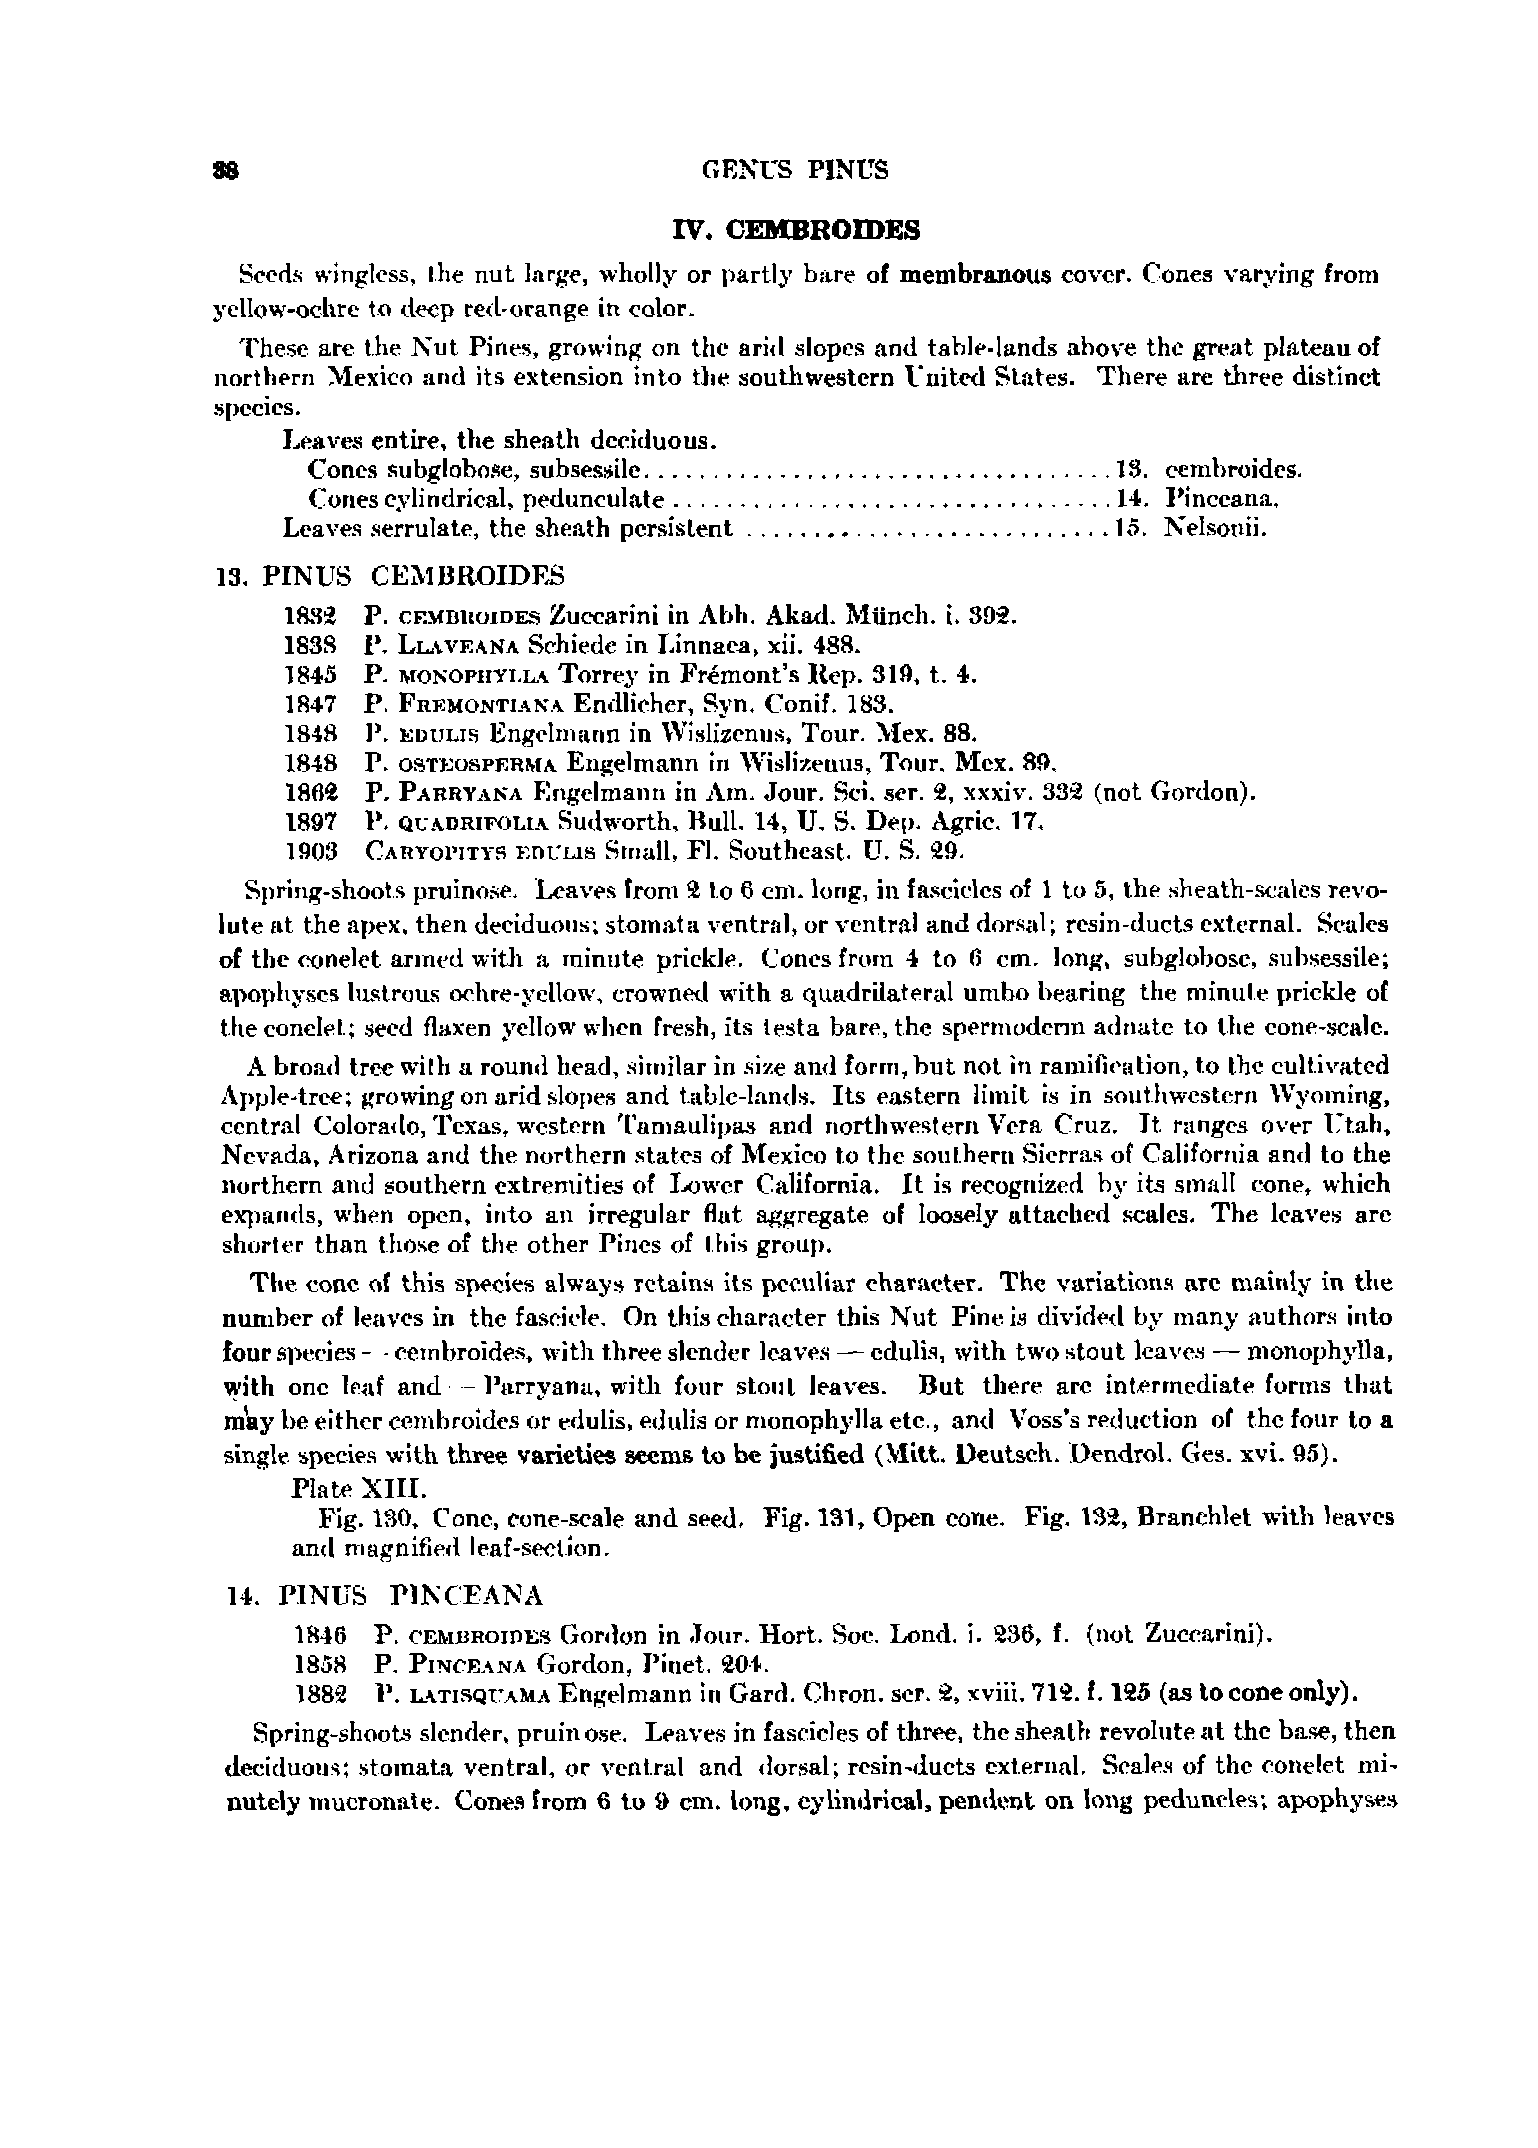 38 GENUS PINUS
IV. CEMBROIDES
Seeds wingless, the nut large, wholly or partly bare of membranous cover. Cones varying from
yellow-ochre to deep red-orange in color.
These are the Nut Pines, growing on the arid slopes and table-lands above the great plateau of
northern Mexico and its extension into the southwestern United States. There are three distinct
species.
Leaves entire, the sheath deciduous.
Cones subglobose, subsessile..................................13. cembroides.
Cones cylindrical, pedunculate.................................14. Pinceana.
Leaves serrulate, the sheath persistent...........................15. Nelsonii.
13. PINUS CEMBROIDES
1832 P. CEMBROIDES Zuccarini in Abh. Akad. Münch. i. 392.
1838 P. LLAVEANA Schiede in Linnaea, xii. 488.
1845 P. MONOPHYLLA Torrey in Frémont's Rep. 319, t. 4.
1847 P. FREMONTIANA Endlicher, Syn. Conif. 183.
1848 P. EDULIS Engelmann in Wislizenus, Tour. Mex. 88.
1848 P. OSTEOSPERMA Engelmann in Wislizenus, Tour. Mex. 89.
1862 P. PARRYANA Engelmann in Am. Jour. Sci. ser. 2, xxxiv. 332 (not Gordon).
1897 P. QUADRIFOLIA Sudworth, Bull. 14, U. S. Dep. Agric. 17.
1903 CARYOPITYS EDULIS Small, Fl. Southeast. U. S. 29.
Spring-shoots pruinose. Leaves from 2 to 6 cm. long, in fascicles of 1 to 5, the sheath-scales revo-
lute at the apex, then deciduous; stomata ventral, or ventral and dorsal; resin-ducts external. Scales
of the conelet armed with a minute prickle. Cones from 4 to 6 cm. long, subglobose, subsessile;
apophyses lustrous ochre-yellow, crowned with a quadrilateral umbo bearing the minute prickle of
the conelet; seed flaxen yellow when fresh, its testa bare, the spermoderm adnate to the cone-scale.
A broad tree with a round head, similar in size and form, but not in ramification, to the cultivated
Apple-tree; growing on arid slopes and table-lands. Its eastern limit is in southwestern Wyoming,
central Colorado, Texas, western Tamaulipas and northwestern Vera Cruz. It ranges over Utah,
Nevada, Arizona and the northern states of Mexico to the southern Sierras of California and to the
northern and southern extremities of Lower California. It is recognized by its small cone, which
expands, when open, into an irregular flat aggregate of loosely attached scales. The leaves are
shorter than those of the other Pines of this group.
The cone of this species always retains its peculiar character. The variations are mainly in the
number of leaves in the fascicle. On this character this Nut Pine is divided by many authors into
four species — cembroides, with three slender leaves — edulis, with two stout leaves — monophylla,
with one leaf and — Parryana, with four stout leaves. But there are intermediate forms that
may be either cembroides or edulis, edulis or monophylla etc., and Voss's reduction of the four to a
single species with three varieties seems to be justified (Mitt. Deutsch. Dendrol. Ges. xvi. 95).
Plate XIII.
Fig. 130, Cone, cone-scale and seed. Fig. 131, Open cone. Fig. 132, Branchlet with leaves
and magnified leaf-section.
14. PINUS PINCEANA
1846 P. CEMBROIDES Gordon in Jour. Hort. Soc. Lond. i. 236, f. (not Zuccarini).
1858 P. PINCEANA Gordon, Pinet. 204.
1882 P. LATISQUAMA Engelmann in Gard. Chron. ser. 2, xviii. 712. f. 125 (as to cone only).
Spring-shoots slender, pruinose. Leaves in fascicles of three, the sheath revolute at the base, then
deciduous; stomata ventral, or ventral and dorsal; resin-ducts external. Scales of the conelet mi-
nutely mucronate. Cones from 6 to 9 cm. long, cylindrical, pendent on long peduncles; apophyses